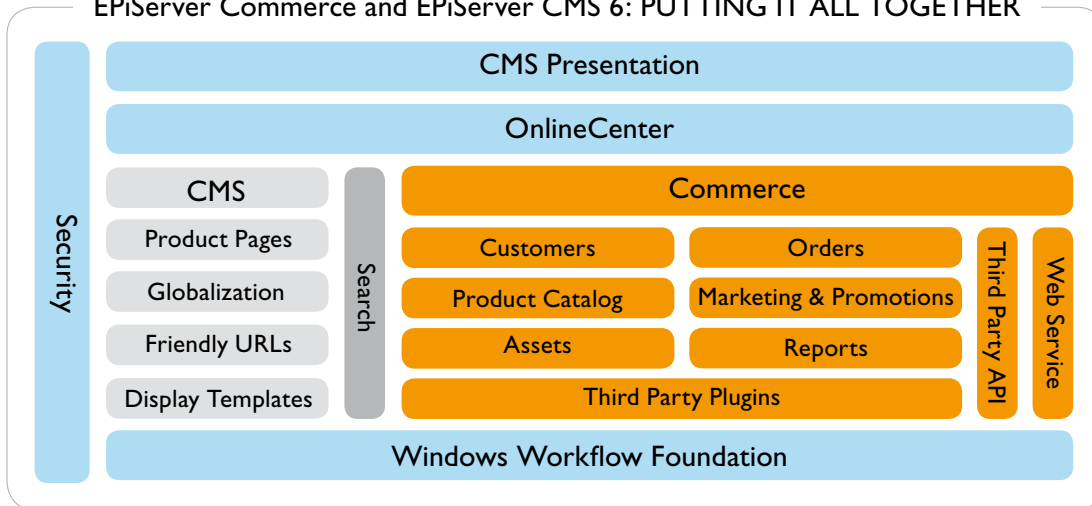 EPiServer Commerce and EPiServer CMS 6: PUTTING IT ALL TOGETHER
CMS Presentation
OnlineCenter
Security
CMS
Product Pages
Globalization
Friendly URLs
Display Templates
Search
Commerce
Customers
Orders
Product Catalog
Marketing & Promotions
Assets
Reports
Third Party Plugins
Third Party API
Web Service
Windows Workflow Foundation